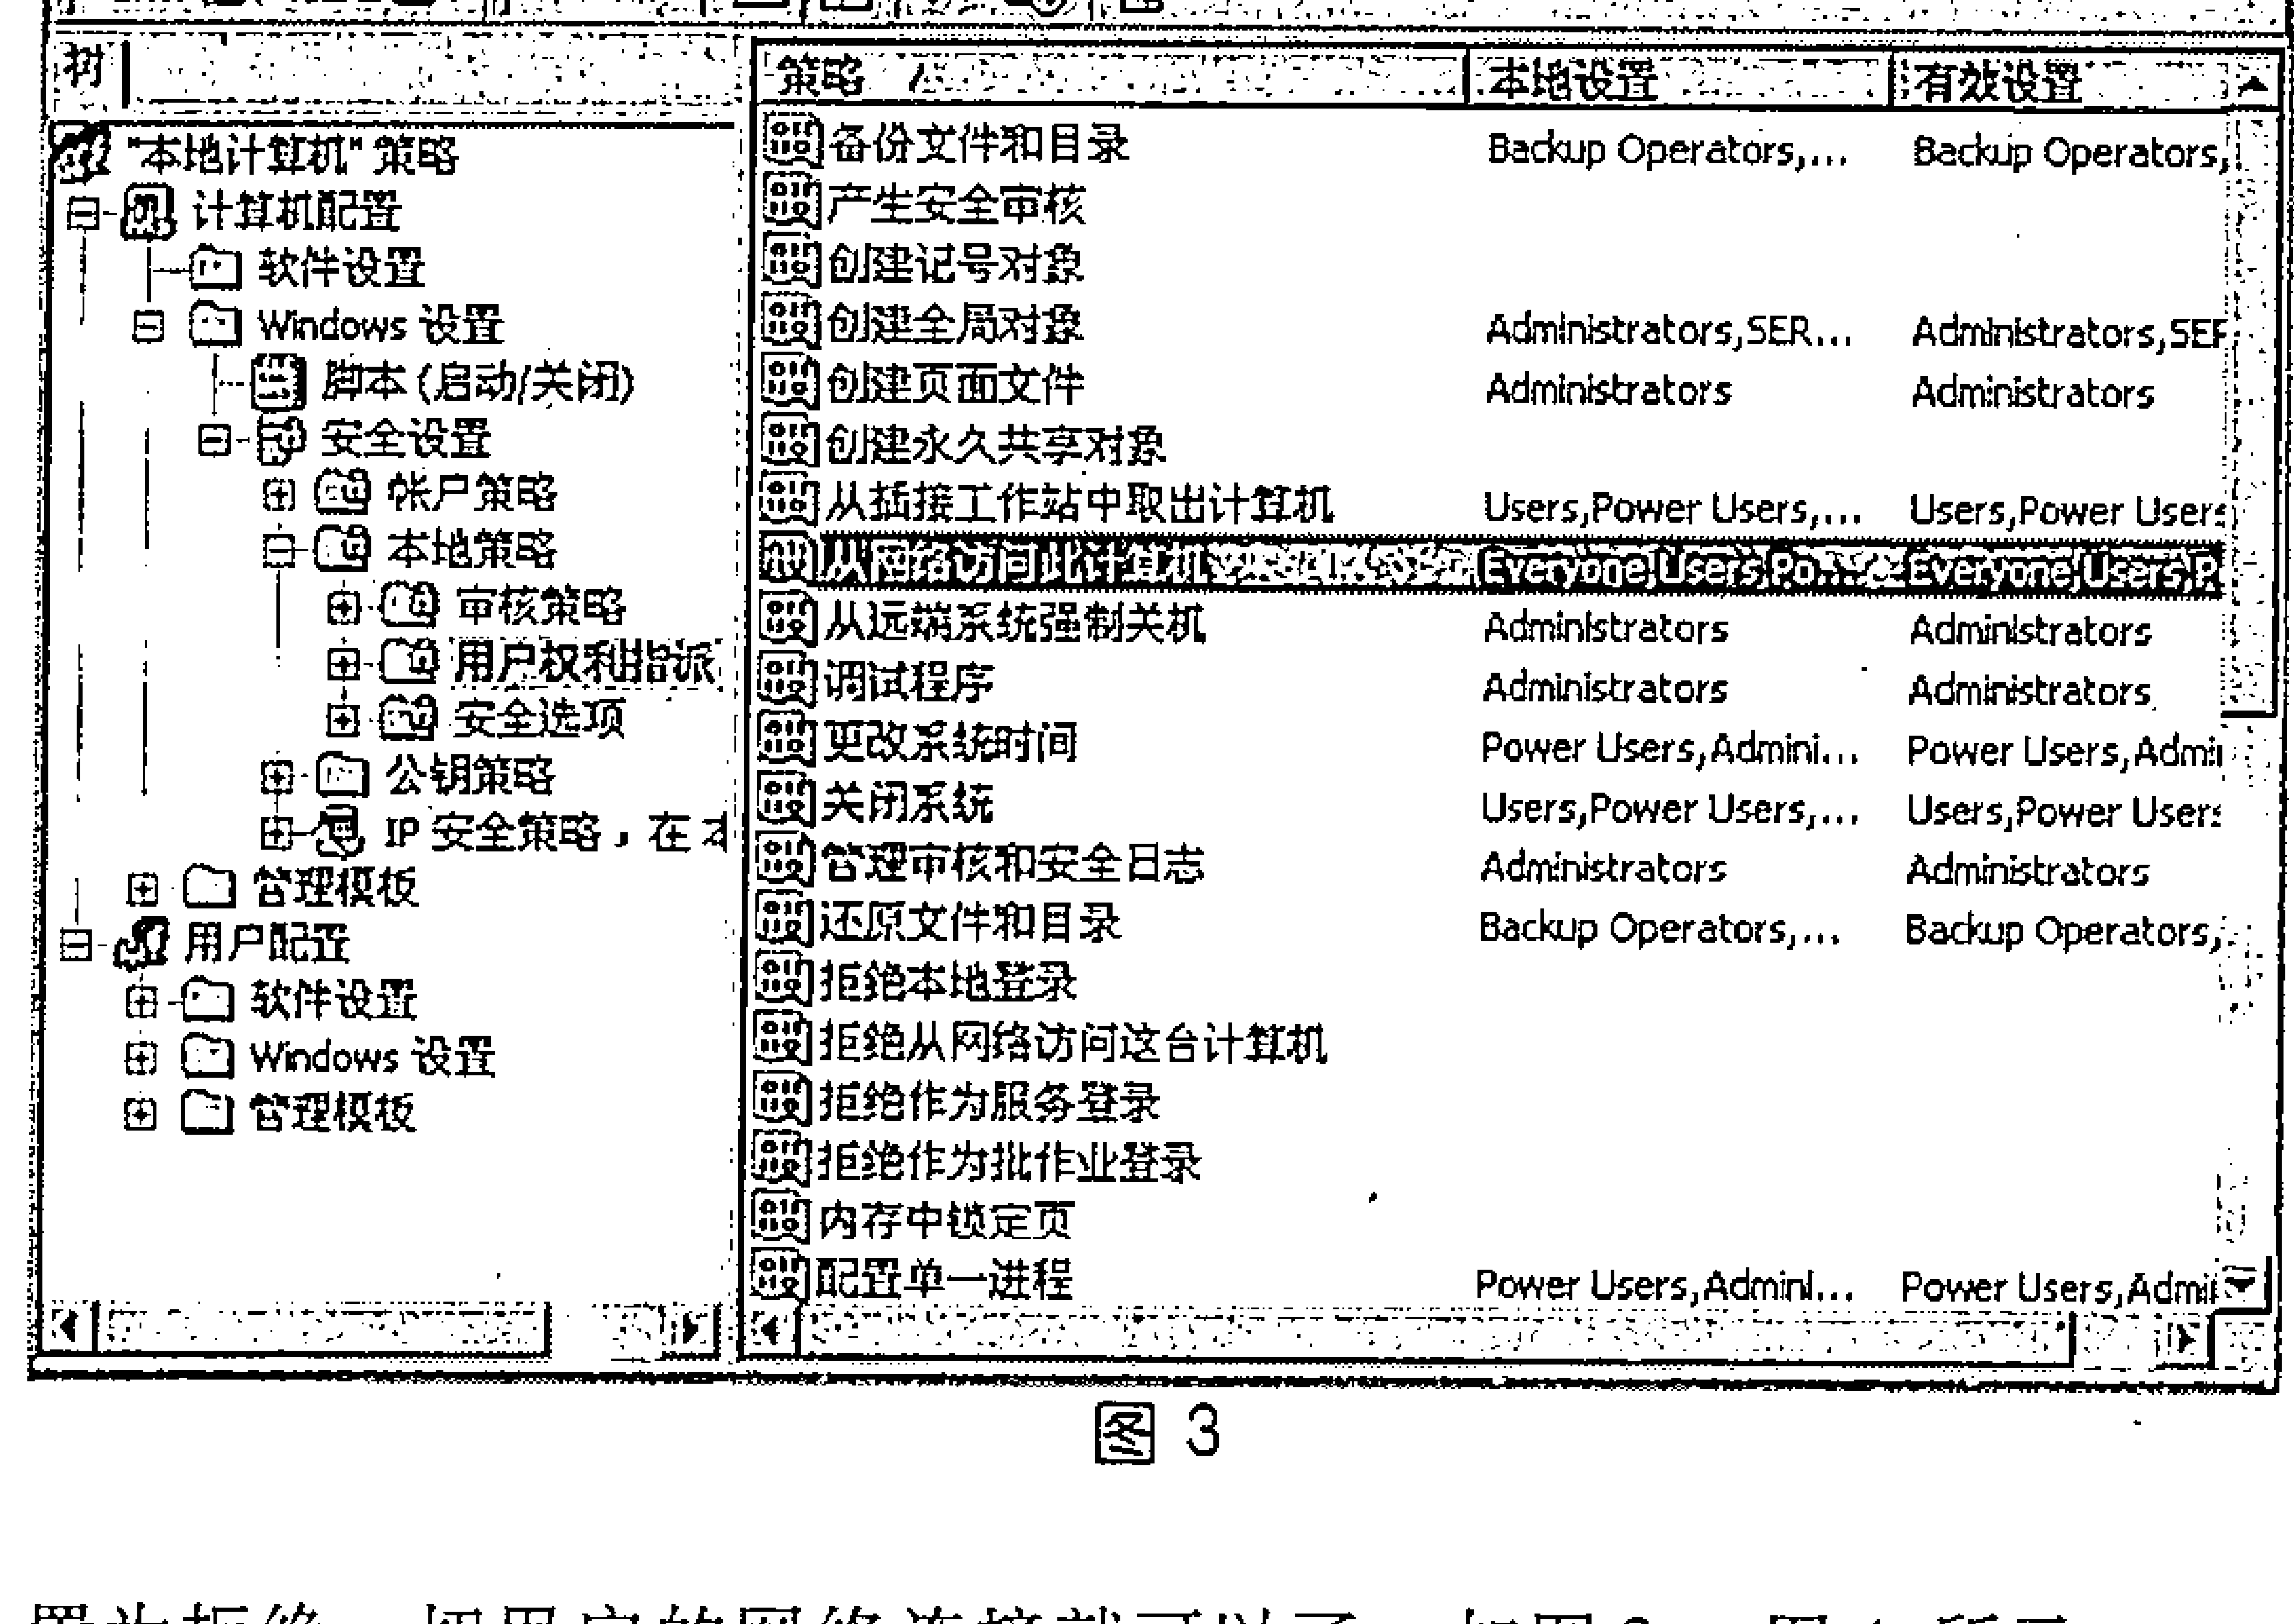 树
"本地计算机" 策略
计算机配置
软件设置
Windows 设置
脚本 (启动/关闭)
安全设置
帐户策略
本地策略
审核策略
用户权利指派
安全选项
公钥策略
IP 安全策略，在
管理模板
用户配置
软件设置
Windows 设置
管理模板
策略 本地设置 有效设置
备份文件和目录 Backup Operators,... Backup Operators,
产生安全审核
创建记号对象
创建全局对象 Administrators,SER... Administrators,SER
创建页面文件 Administrators Administrators
创建永久共享对象
从插接工作站中取出计算机 Users,Power Users,... Users,Power Users
从网络访问此计算机 Everyone,Users,Po... Everyone,Users,P
从远端系统强制关机 Administrators Administrators
调试程序 Administrators Administrators
更改系统时间 Power Users,Admini... Power Users,Admi
关闭系统 Users,Power Users,... Users,Power Users
管理审核和安全日志 Administrators Administrators
还原文件和目录 Backup Operators,... Backup Operators,
拒绝本地登录
拒绝从网络访问这台计算机
拒绝作为服务登录
拒绝作为批作业登录
内存中锁定页
配置单一进程 Power Users,Admini... Power Users,Admi
图 3